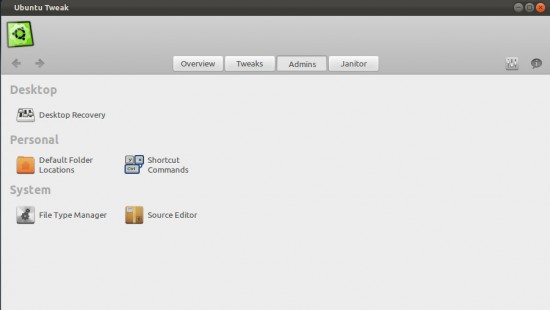 Ubuntu Tweak
Overview Tweaks Admins Janitor
Desktop
Desktop Recovery
Personal
Default Folder
Locations
Shortcut
Commands
System
File Type Manager
Source Editor